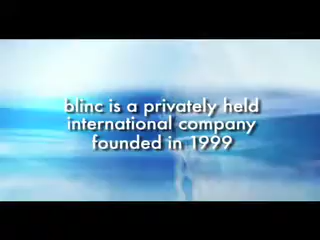 blinc is a privately held
international company
founded in 1999